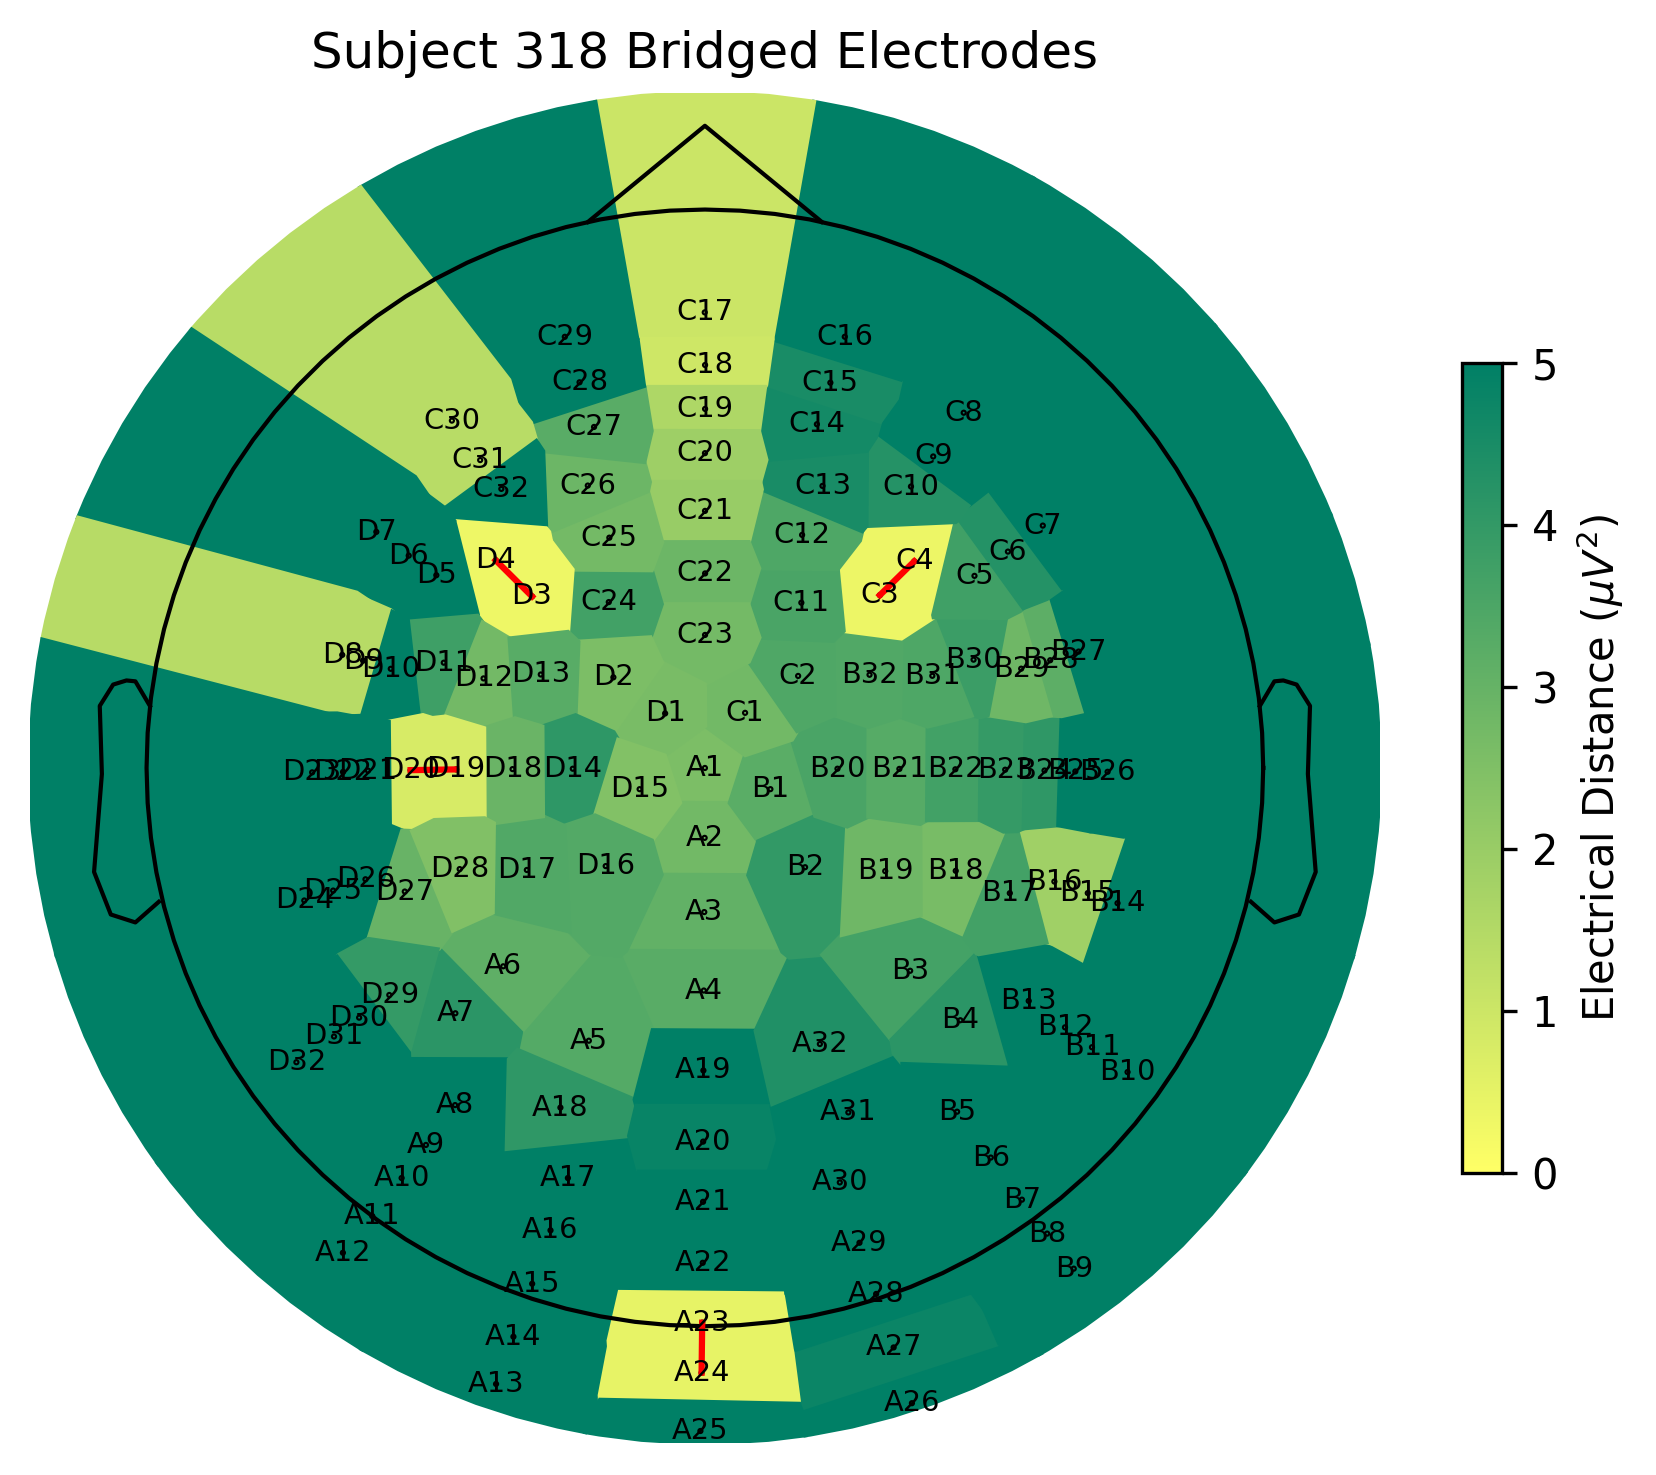 Subject 318 Bridged Electrodes
C17
C29
C16
C18
C28
C15
C19
C8
C30
C27
C14
C20
C9
C31
C32
C26
C13
C10
C21
D7
C7
C25
C12
D6
D4
C4
C6
D5
C22
C5
D3
C24
C11
C3
C23
D8
D9
D10
D11
D12
D13
D2
C2
B32
B31
B30
B29
B28
B27
D1
C1
D23
D22
D21
D20
D19
D18
D14
A1
B20
B21
B22
B23
B24
B25
B26
D15
B1
A2
D24
D25
D26
D27
D28
D17
D16
B2
B19
B18
B17
B16
B15
B14
A3
A6
B3
D29
A4
B13
D30
A7
B4
B12
D31
A5
A32
B11
D32
A19
B10
A8
A18
A31
B5
A9
A20
B6
A10
A17
A30
A21
B7
A11
A16
A29
B8
A12
A22
B9
A15
A28
A14
A23
A27
A13
A24
A26
A25
5
4
3
2
1
0
Electrical Distance (μV²)